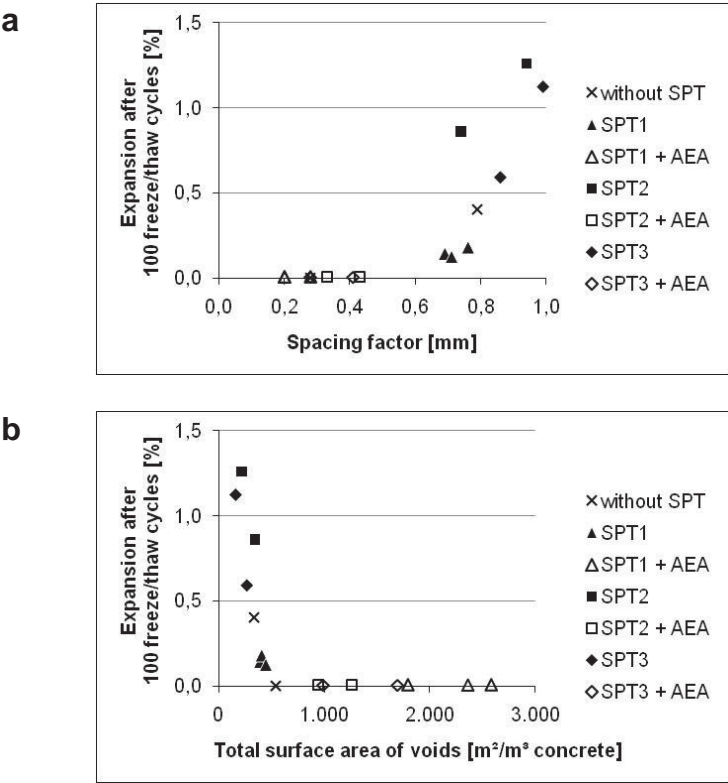 a
Expansion after
100 freeze/thaw cycles [%]
1,5
1,0
0,5
0,0
0,0 0,2 0,4 0,6 0,8 1,0
Spacing factor [mm]
without SPT
SPT1
SPT1 + AEA
SPT2
SPT2 + AEA
SPT3
SPT3 + AEA
b
Expansion after
100 freeze/thaw cycles [%]
1,5
1,0
0,5
0,0
0 1.000 2.000 3.000
Total surface area of voids [m²/m³ concrete]
without SPT
SPT1
SPT1 + AEA
SPT2
SPT2 + AEA
SPT3
SPT3 + AEA